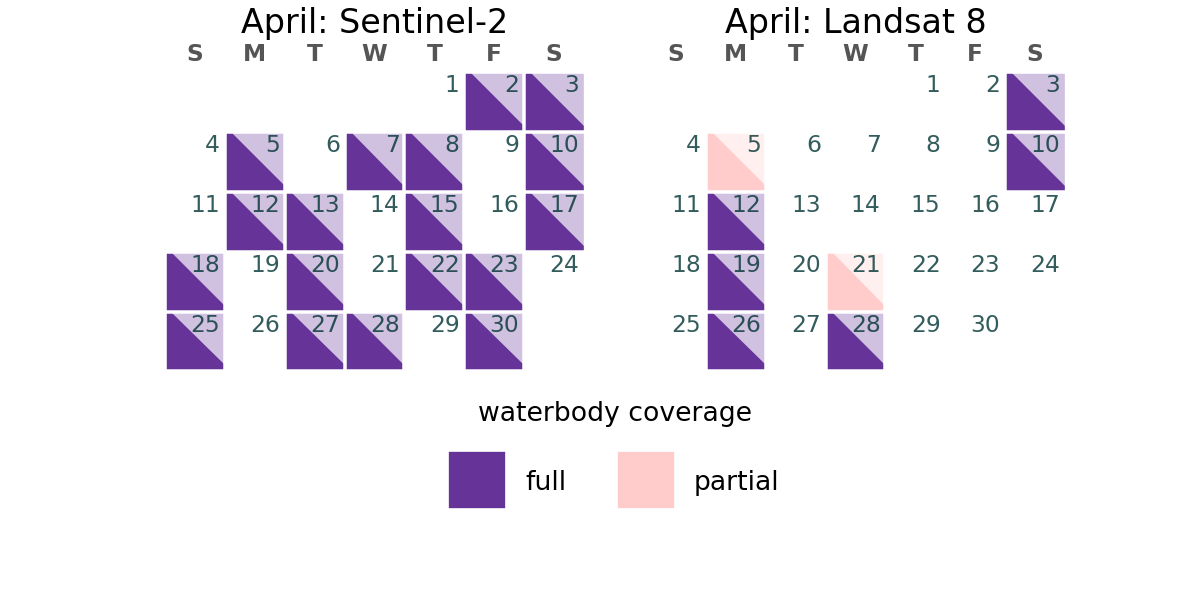 April: Sentinel-2
S M T W T F S
1 2 3
4 5 6 7 8 9 10
11 12 13 14 15 16 17
18 19 20 21 22 23 24
25 26 27 28 29 30
April: Landsat 8
S M T W T F S
1 2 3
4 5 6 7 8 9 10
11 12 13 14 15 16 17
18 19 20 21 22 23 24
25 26 27 28 29 30
waterbody coverage
full
partial